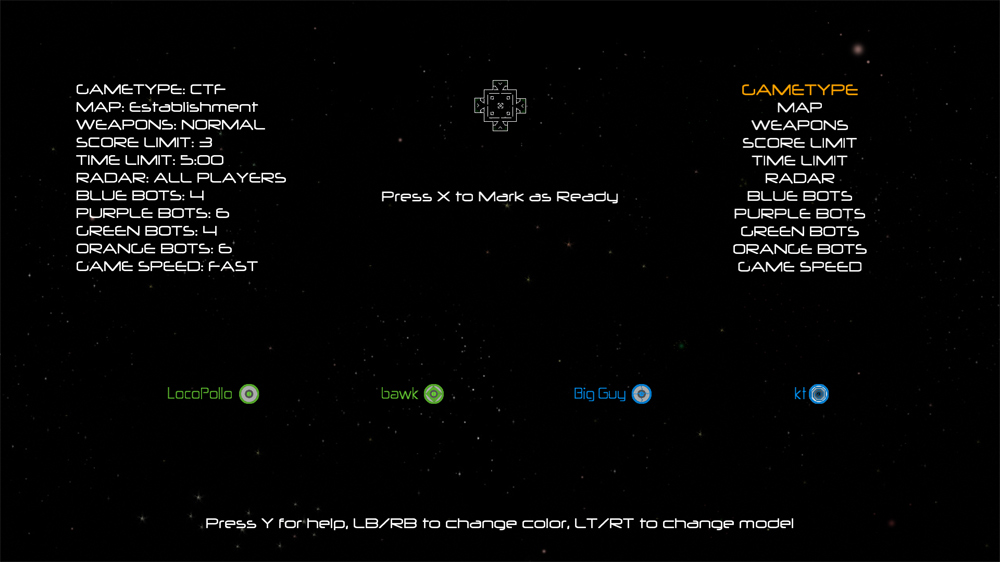 GAMETYPE: CTF
MAP: Establishment
WEAPONS: NORMAL
SCORE LIMIT: 3
TIME LIMIT: 5:00
RADAR: ALL PLAYERS
BLUE BOTS: 4
PURPLE BOTS: 6
GREEN BOTS: 4
ORANGE BOTS: 6
GAME SPEED: FAST
Press X to Mark as Ready
GAMETYPE
MAP
WEAPONS
SCORE LIMIT
TIME LIMIT
RADAR
BLUE BOTS
PURPLE BOTS
GREEN BOTS
ORANGE BOTS
GAME SPEED
LocoPollo
bawk
Big Guy
kt
Press Y for help, LB/RB to change color, LT/RT to change model